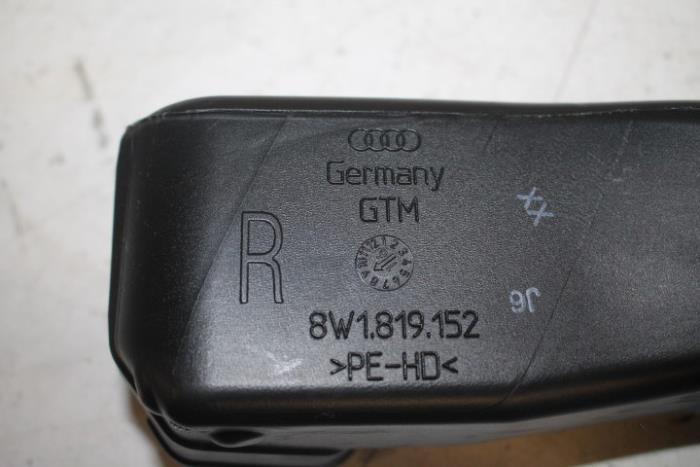 Germany
GTM
R
8W1.819.152
>PE-HD<
XX
J6